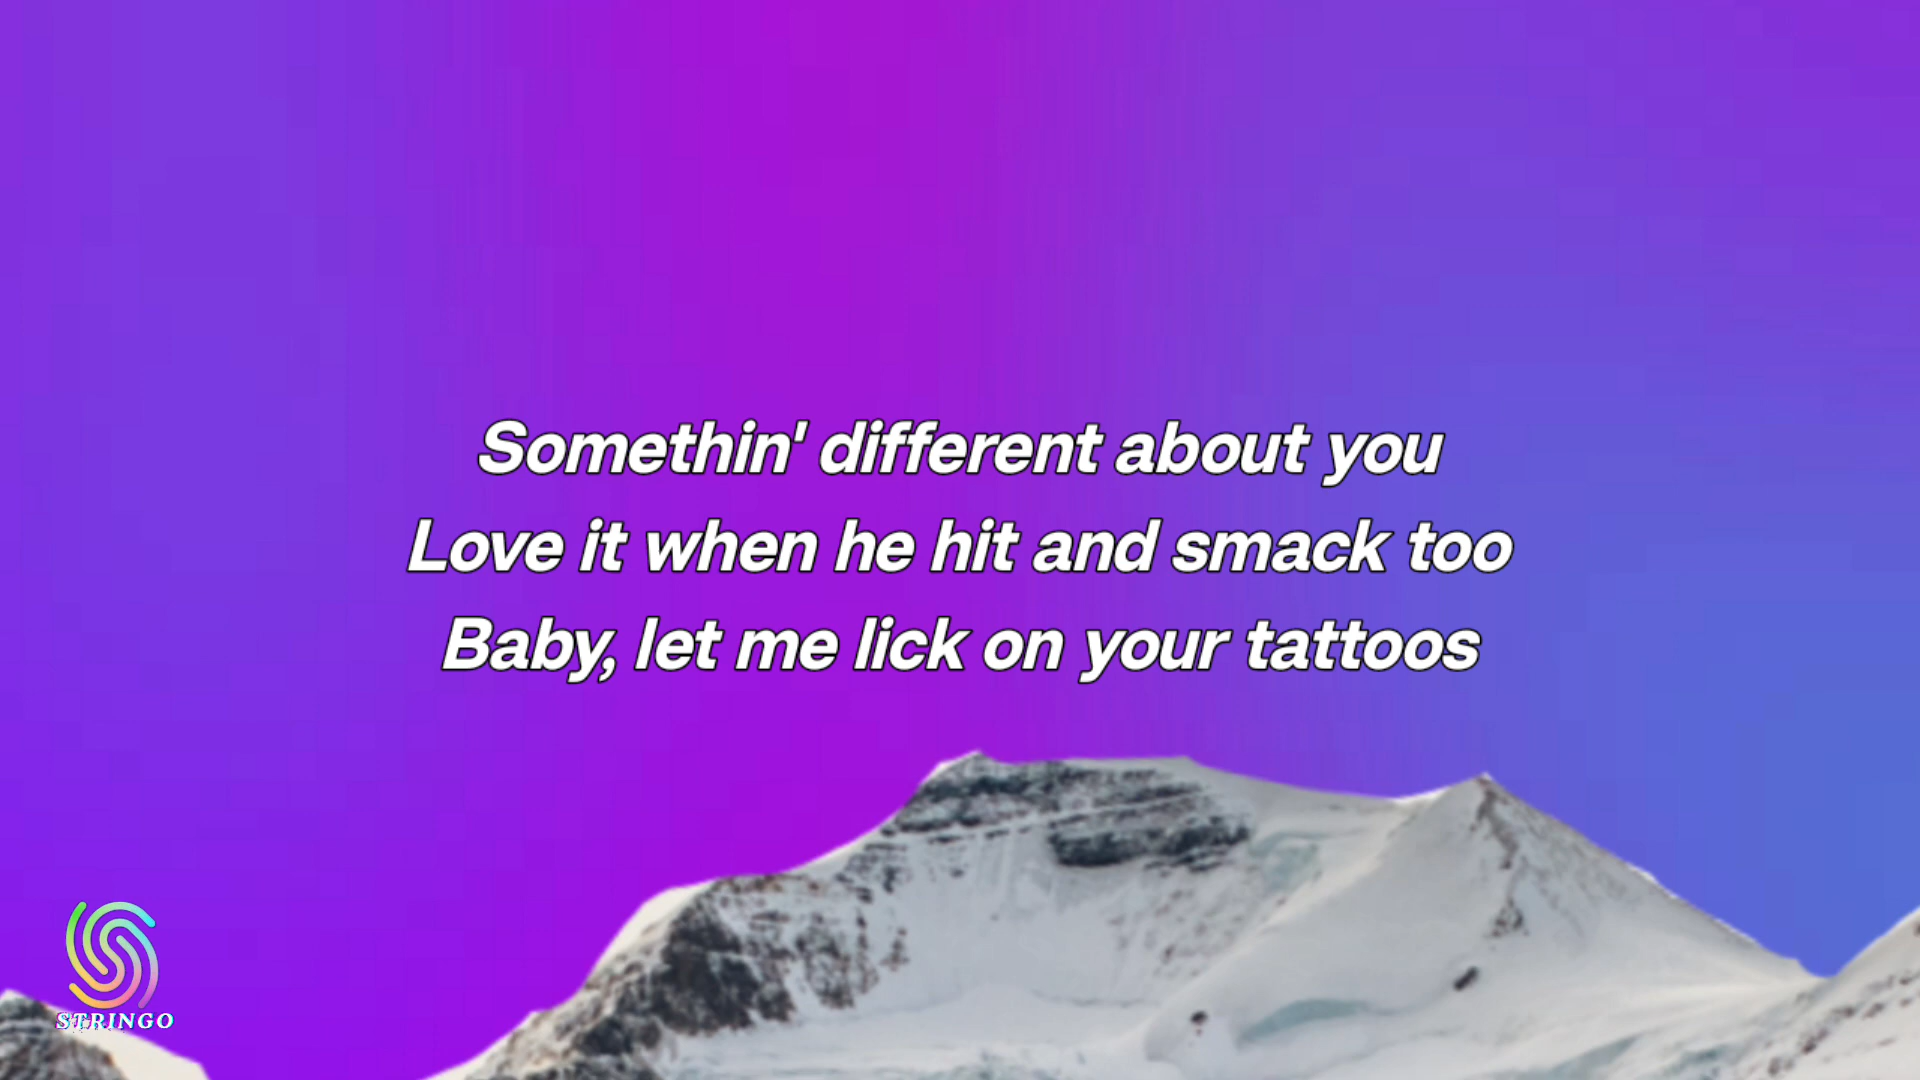 Somethin' different about you
Love it when he hit and smack too
Baby, let me lick on your tattoos
STRINGO